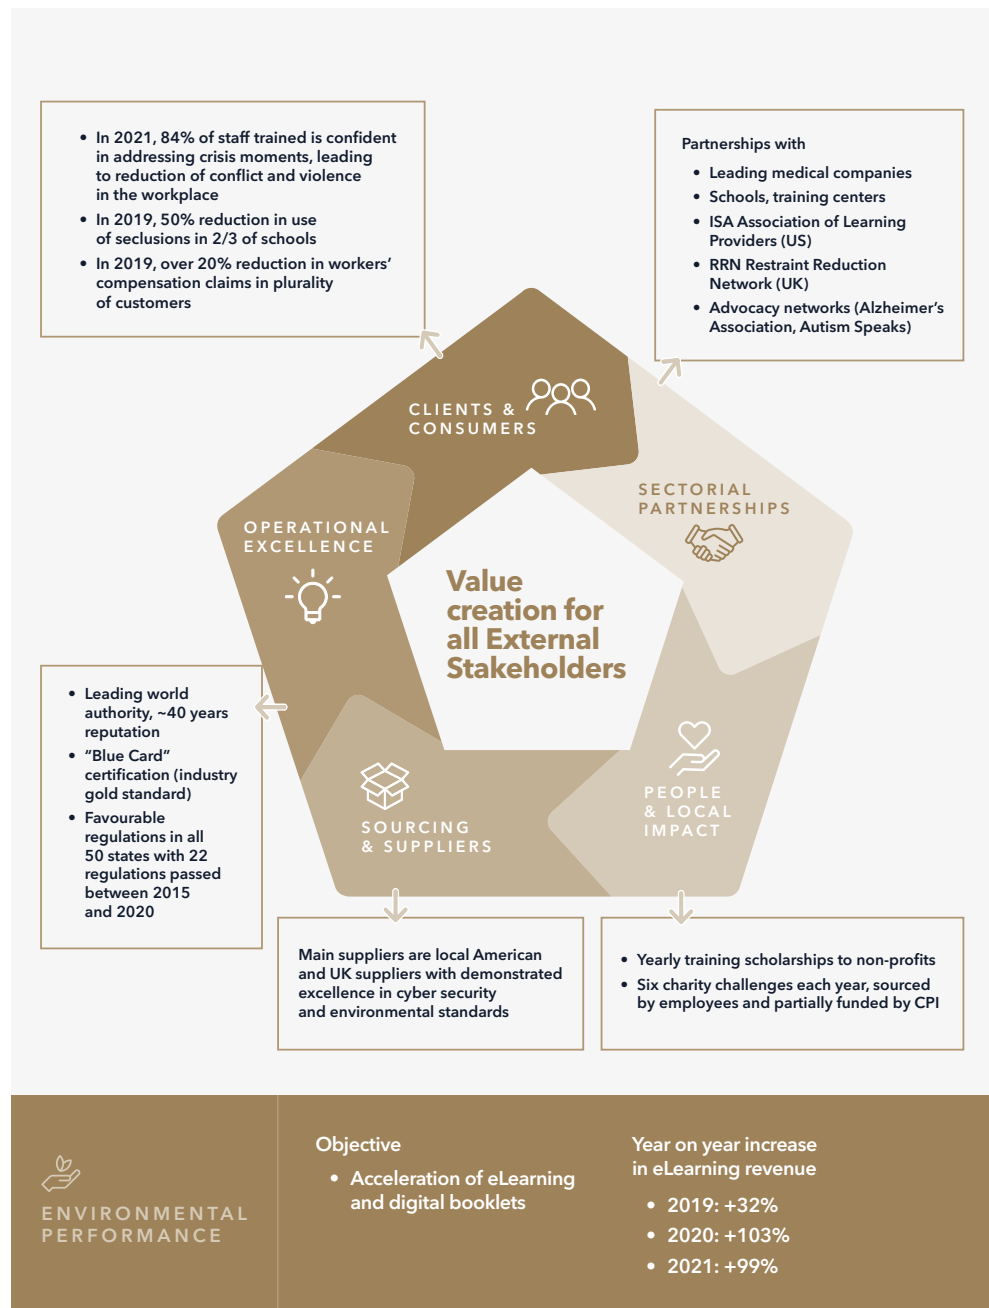 • In 2021, 84% of staff trained is confident
in addressing crisis moments, leading
to reduction of conflict and violence
in the workplace
• In 2019, 50% reduction in use
of seclusions in 2/3 of schools
• In 2019, over 20% reduction in workers’
compensation claims in plurality
of customers
Partnerships with
• Leading medical companies
• Schools, training centers
• ISA Association of Learning
Providers (US)
• RRN Restraint Reduction
Network (UK)
• Advocacy networks (Alzheimer’s
Association, Autism Speaks)
CLIENTS &
CONSUMERS
SECTORIAL
PARTNERSHIPS
OPERATIONAL
EXCELLENCE
Value
creation for
all External
Stakeholders
• Leading world
authority, ~40 years
reputation
• “Blue Card”
certification (industry
gold standard)
• Favourable
regulations in all
50 states with 22
regulations passed
between 2015
and 2020
PEOPLE
& LOCAL
IMPACT
SOURCING
& SUPPLIERS
Main suppliers are local American
and UK suppliers with demonstrated
excellence in cyber security
and environmental standards
• Yearly training scholarships to non-profits
• Six charity challenges each year, sourced
by employees and partially funded by CPI
ENVIRONMENTAL
PERFORMANCE
Objective
• Acceleration of eLearning
and digital booklets
Year on year increase
in eLearning revenue
• 2019: +32%
• 2020: +103%
• 2021: +99%